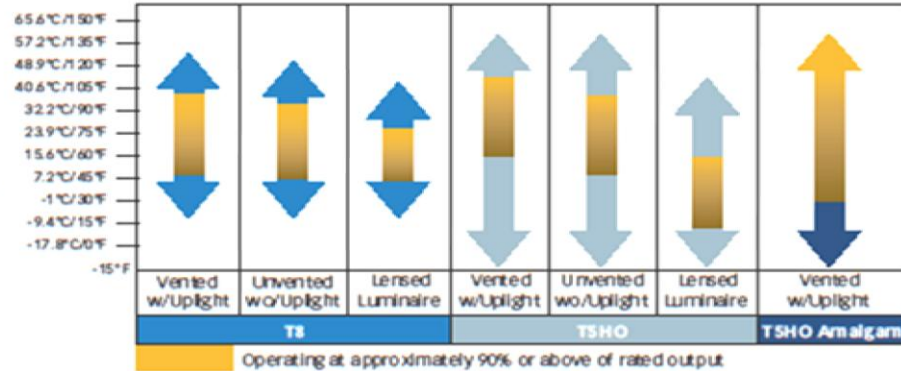 65.6°C/150°F
57.2°C/135°F
48.9°C/120°F
40.6°C/105°F
32.2°C/90°F
23.9°C/75°F
15.6°C/60°F
7.2°C/45°F
-1°C/30°F
-9.4°C/15°F
-17.8°C/0°F
-15°F
Vented w/Uplight
Unvented wo/Uplight
Lensed Luminaire
Vented w/Uplight
Unvented wo/Uplight
Lensed Luminaire
Vented w/Uplight
T8
T5HO
T5HO Amalgam
Operating at approximately 90% or above of rated output